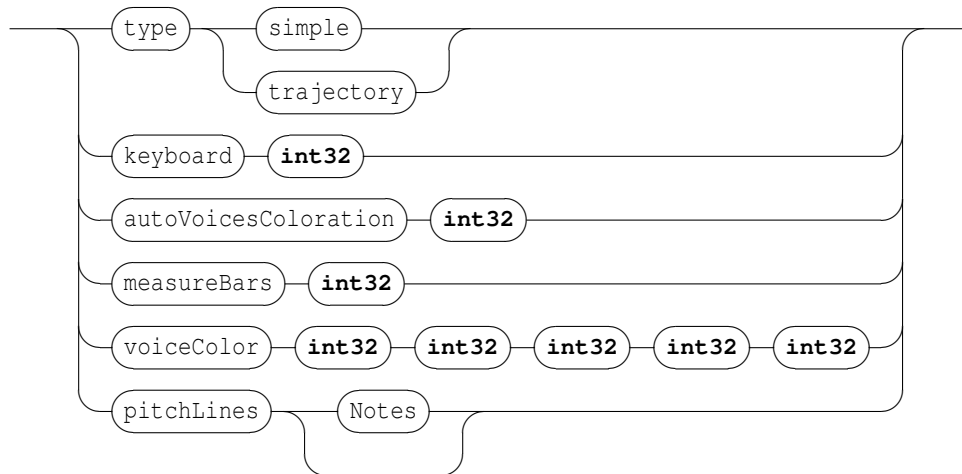 type simple
trajectory
keyboard int32
autoVoicesColoration int32
measureBars int32
voiceColor int32 int32 int32 int32 int32
pitchLines Notes